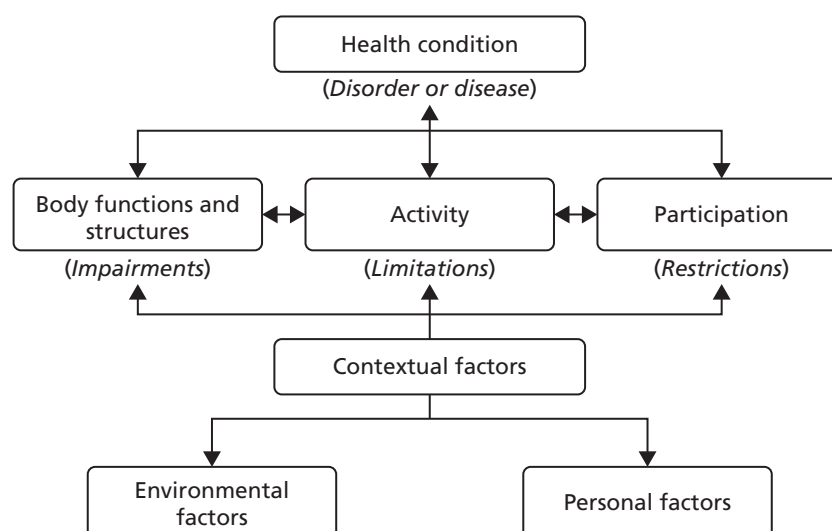 Health condition
(Disorder or disease)
Body functions and
structures
Activity
Participation
(Impairments)
(Limitations)
(Restrictions)
Contextual factors
Environmental
factors
Personal factors